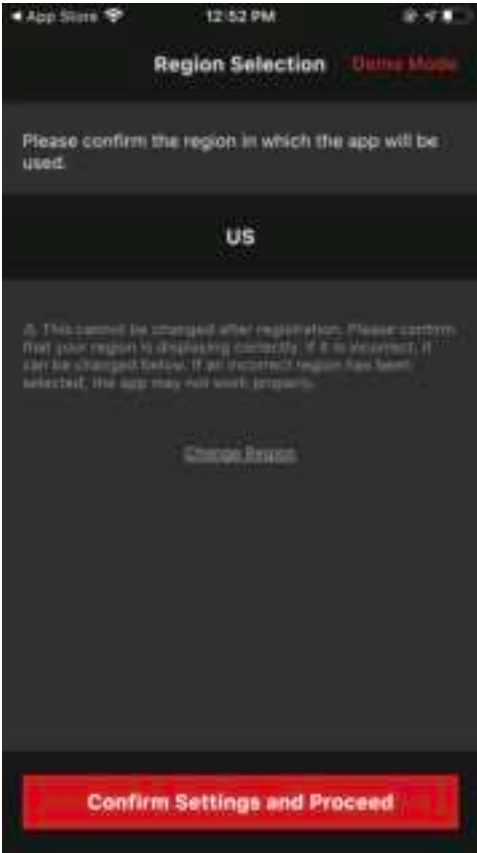 App Store
12:52 PM
Region Selection
Demo Mode
Please confirm the region in which the app will be
used.
US
⚠ This cannot be changed after registration. Please confirm
that your region is displaying correctly. If it is incorrect, it
can be changed below. If an incorrect region has been
selected, the app may not work properly.
Change Region
Confirm Settings and Proceed